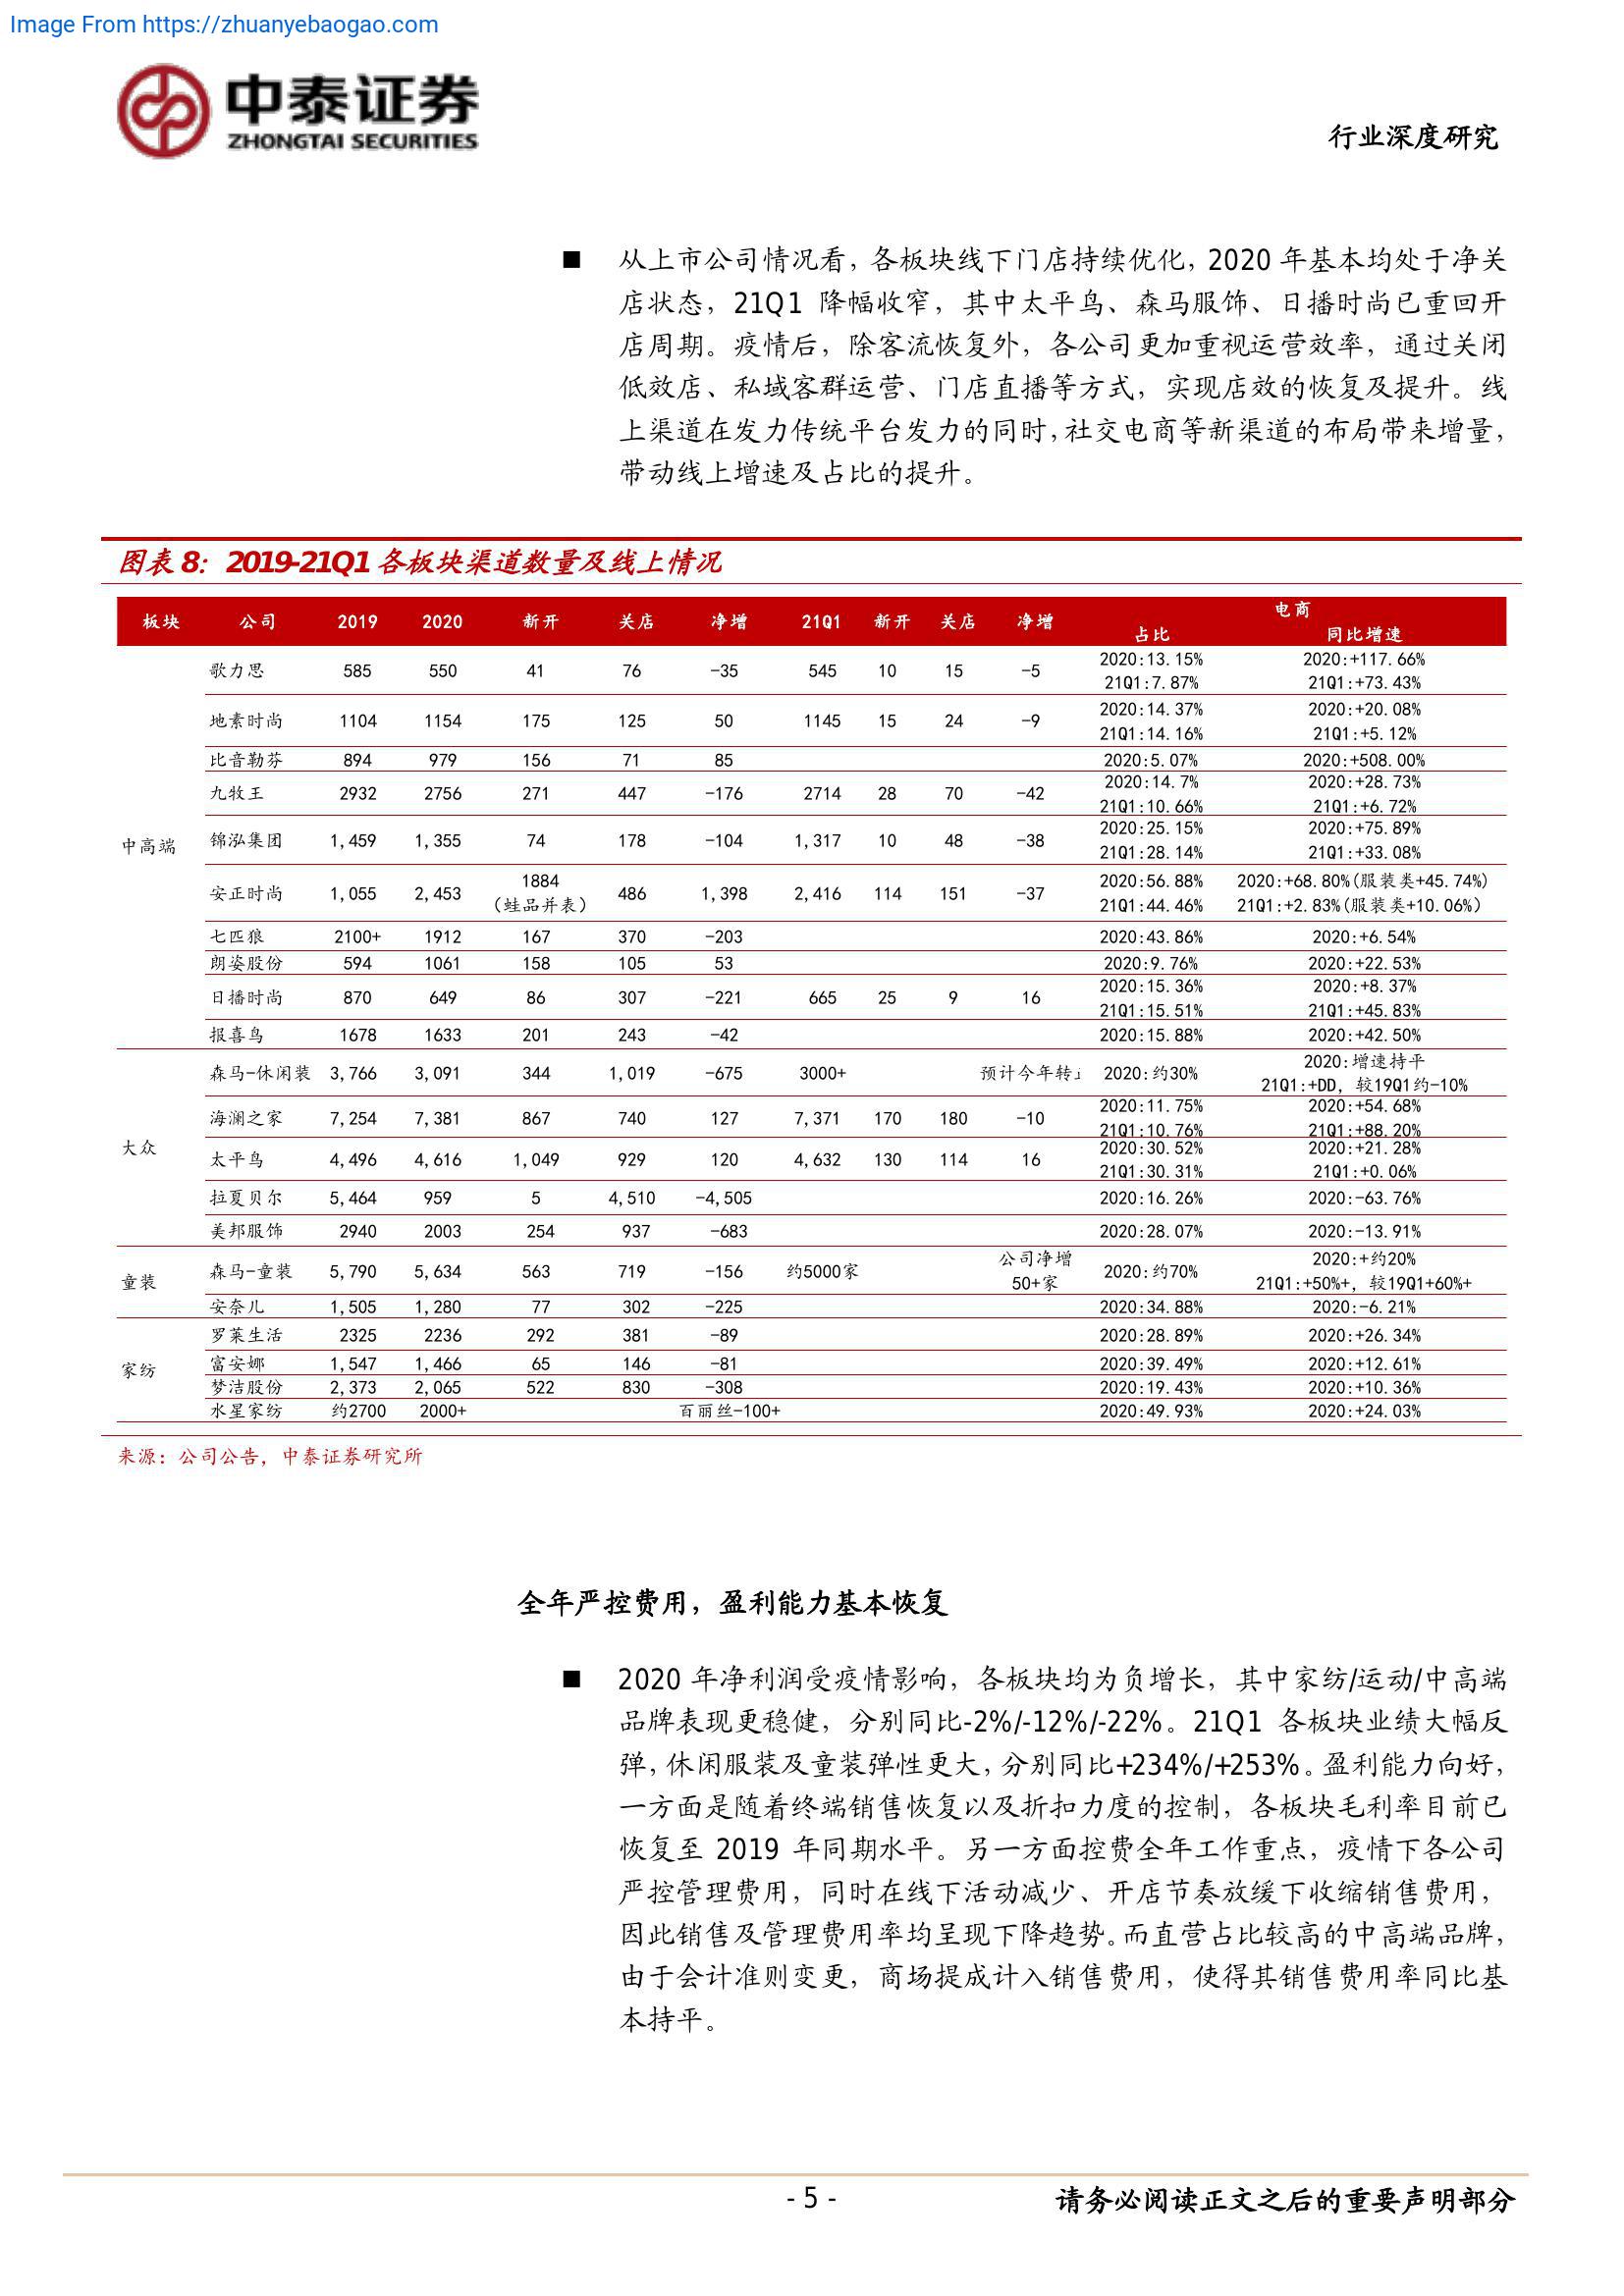 Image From https://zhuanyebaogao.com
中泰证券
ZHONGTAI SECURITIES
行业深度研究
■ 从上市公司情况看，各板块线下门店持续优化，2020 年基本均处于净关
店状态，21Q1 降幅收窄，其中太平鸟、森马服饰、日播时尚已重回开
店周期。疫情后，除客流恢复外，各公司更加重视运营效率，通过关闭
低效店、私域客群运营、门店直播等方式，实现店效的恢复及提升。线
上渠道在发力传统平台发力的同时，社交电商等新渠道的布局带来增量，
带动线上增速及占比的提升。
图表 8：2019-21Q1 各板块渠道数量及线上情况
板块 公司 2019 2020 新开 关店 净增 21Q1 新开 关店 净增 电商
占比 同比增速
中高端
歌力思 585 550 41 76 -35 545 10 15 -5 2020:13.15% 2020:+117.66%
21Q1:7.87% 21Q1:+73.43%
地素时尚 1104 1154 175 125 50 1145 15 24 -9 2020:14.37% 2020:+20.08%
21Q1:14.16% 21Q1:+5.12%
比音勒芬 894 979 156 71 85 2020:5.07% 2020:+508.00%
九牧王 2932 2756 271 447 -176 2714 28 70 -42 2020:14.7% 2020:+28.73%
21Q1:10.66% 21Q1:+6.72%
锦泓集团 1,459 1,355 74 178 -104 1,317 10 48 -38 2020:25.15% 2020:+75.89%
21Q1:28.14% 21Q1:+33.08%
安正时尚 1,055 2,453 1884 486 1,398 2,416 114 151 -37 2020:56.88% 2020:+68.80%(服装类+45.74%)
（蛙品并表） 21Q1:44.46% 21Q1:+2.83%(服装类+10.06%)
七匹狼 2100+ 1912 167 370 -203 2020:43.86% 2020:+6.54%
朗姿股份 594 1061 158 105 53 2020:9.76% 2020:+22.53%
日播时尚 870 649 86 307 -221 665 25 9 16 2020:15.36% 2020:+8.37%
21Q1:15.51% 21Q1:+45.83%
报喜鸟 1678 1633 201 243 -42 2020:15.88% 2020:+42.50%
大众
森马-休闲装 3,766 3,091 344 1,019 -675 3000+ 预计今年转 2020:约30% 2020:增速持平
21Q1:+DD，较19Q1约-10%
海澜之家 7,254 7,381 867 740 127 7,371 170 180 -10 2020:11.75% 2020:+54.68%
21Q1:10.76% 21Q1:+88.20%
太平鸟 4,496 4,616 1,049 929 120 4,632 130 114 16 2020:30.52% 2020:+21.28%
21Q1:30.31% 21Q1:+0.06%
拉夏贝尔 5,464 959 5 4,510 -4,505 2020:16.26% 2020:-63.76%
美邦服饰 2940 2003 254 937 -683 2020:28.07% 2020:-13.91%
童装
森马-童装 5,790 5,634 563 719 -156 约5000家 公司净增 2020:约70% 2020:+约20%
50+家 21Q1:+50%+，较19Q1+60%+
安奈儿 1,505 1,280 77 302 -225 2020:34.88% 2020:-6.21%
家纺
罗莱生活 2325 2236 292 381 -89 2020:28.89% 2020:+26.34%
富安娜 1,547 1,466 65 146 -81 2020:39.49% 2020:+12.61%
梦洁股份 2,373 2,065 522 830 -308 2020:19.43% 2020:+10.36%
水星家纺 约2700 2000+ 百丽丝-100+ 2020:49.93% 2020:+24.03%
来源：公司公告，中泰证券研究所
全年严控费用，盈利能力基本恢复
■ 2020 年净利润受疫情影响，各板块均为负增长，其中家纺/运动/中高端
品牌表现更稳健，分别同比-2%/-12%/-22%。21Q1 各板块业绩大幅反
弹，休闲服装及童装弹性更大，分别同比+234%/+253%。盈利能力向好，
一方面是随着终端销售恢复以及折扣力度的控制，各板块毛利率目前已
恢复至 2019 年同期水平。另一方面控费全年工作重点，疫情下各公司
严控管理费用，同时在线下活动减少、开店节奏放缓下收缩销售费用，
因此销售及管理费用率均呈现下降趋势。而直营占比较高的中高端品牌，
由于会计准则变更，商场提成计入销售费用，使得其销售费用率同比基
本持平。
- 5 -
请务必阅读正文之后的重要声明部分